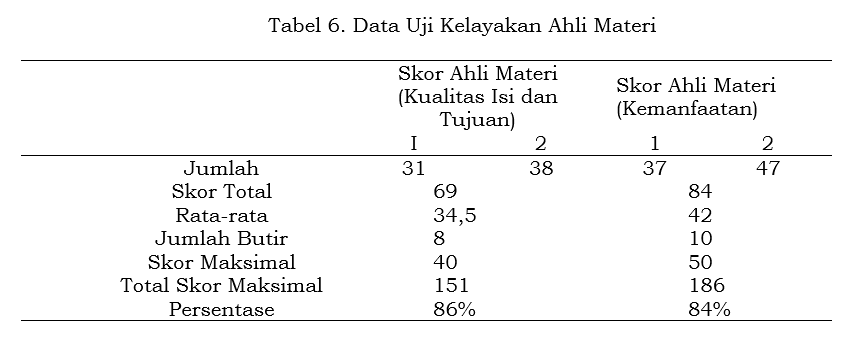 Tabel 6. Data Uji Kelayakan Ahli Materi
Skor Ahli Materi (Kualitas Isi dan Tujuan) Skor Ahli Materi (Kemanfaatan)
I 2 1 2
Jumlah 31 38 37 47
Skor Total 69 84
Rata-rata 34,5 42
Jumlah Butir 8 10
Skor Maksimal 40 50
Total Skor Maksimal 151 186
Persentase 86% 84%